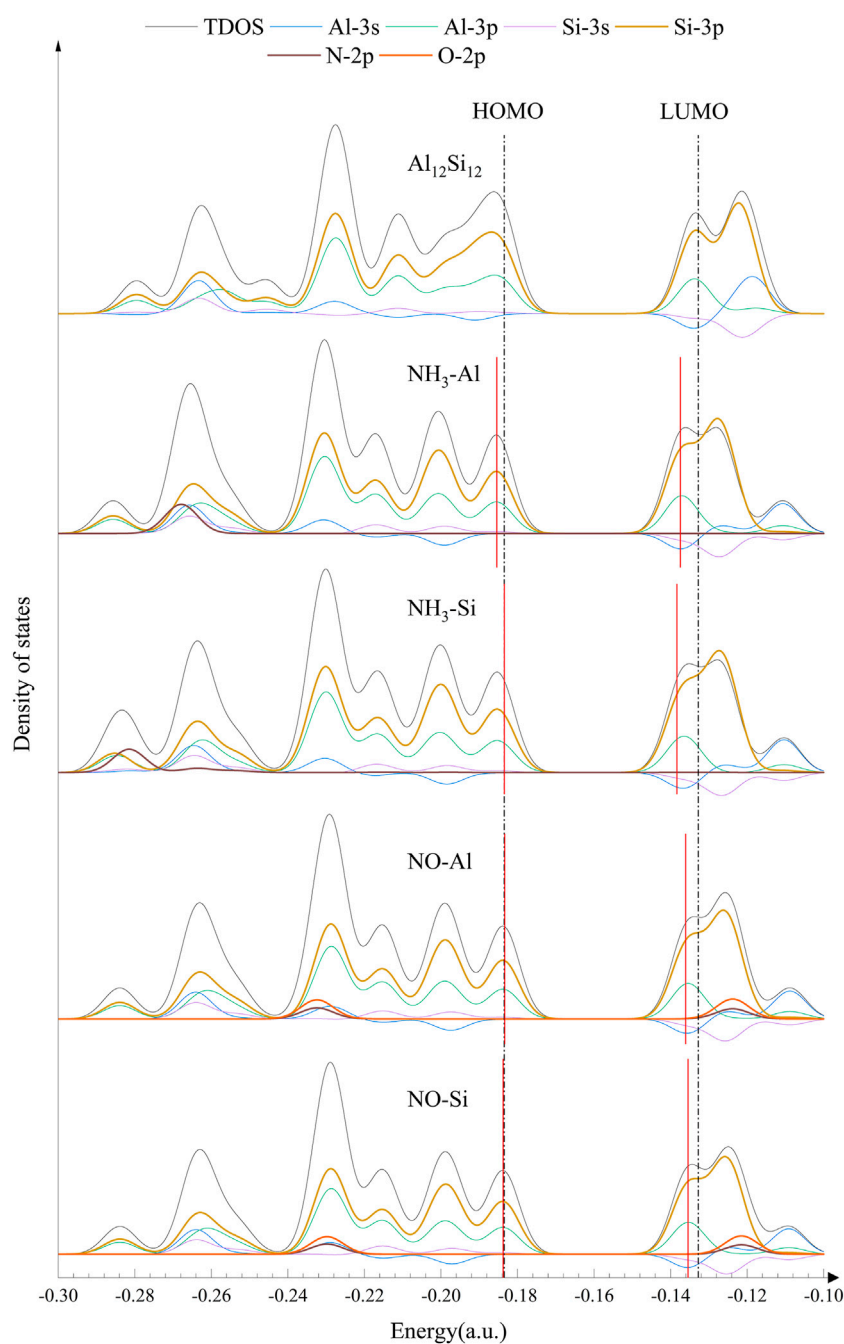 TDOS Al-3s Al-3p Si-3s Si-3p
N-2p O-2p
HOMO LUMO
Al₁₂Si₁₂
NH₃-Al
NH₃-Si
NO-Al
NO-Si
Density of states
-0.30 -0.28 -0.26 -0.24 -0.22 -0.20 -0.18 -0.16 -0.14 -0.12 -0.10
Energy(a.u.)